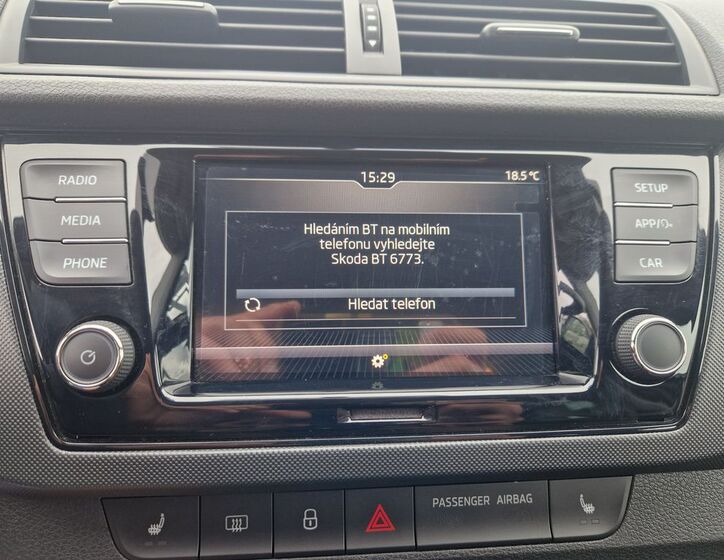 15:29
18.5 °C
RADIO
MEDIA
PHONE
Hledáním BT na mobilním
telefonu vyhledejte
Skoda BT 6773.
Hledat telefon
SETUP
APP/
CAR
PASSENGER AIRBAG